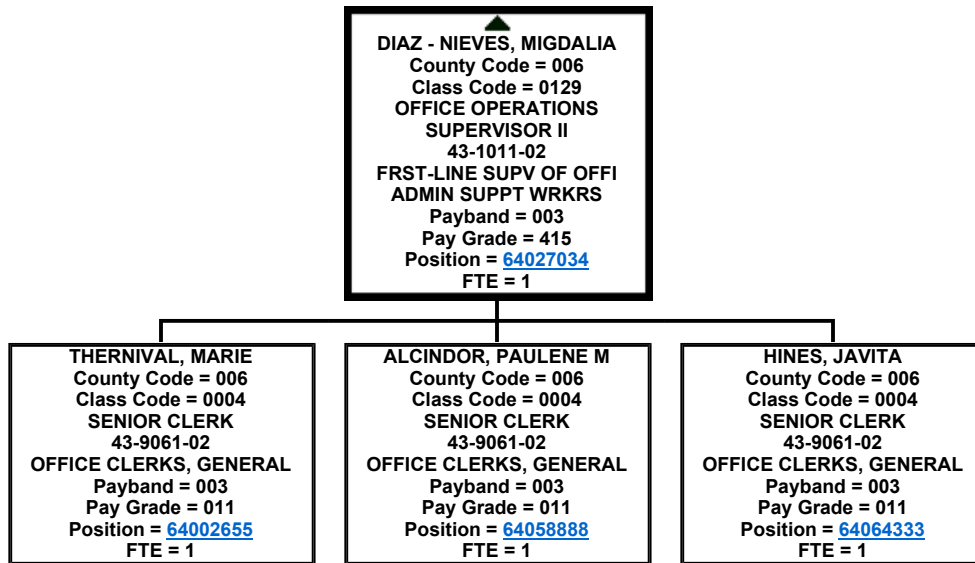 DIAZ - NIEVES, MIGDALIA
County Code = 006
Class Code = 0129
OFFICE OPERATIONS
SUPERVISOR II
43-1011-02
FRST-LINE SUPV OF OFFI
ADMIN SUPPT WRKRS
Payband = 003
Pay Grade = 415
Position = 64027034
FTE = 1
THERNIVAL, MARIE
County Code = 006
Class Code = 0004
SENIOR CLERK
43-9061-02
OFFICE CLERKS, GENERAL
Payband = 003
Pay Grade = 011
Position = 64002655
FTE = 1
ALCINDOR, PAULENE M
County Code = 006
Class Code = 0004
SENIOR CLERK
43-9061-02
OFFICE CLERKS, GENERAL
Payband = 003
Pay Grade = 011
Position = 64058888
FTE = 1
HINES, JAVITA
County Code = 006
Class Code = 0004
SENIOR CLERK
43-9061-02
OFFICE CLERKS, GENERAL
Payband = 003
Pay Grade = 011
Position = 64064333
FTE = 1